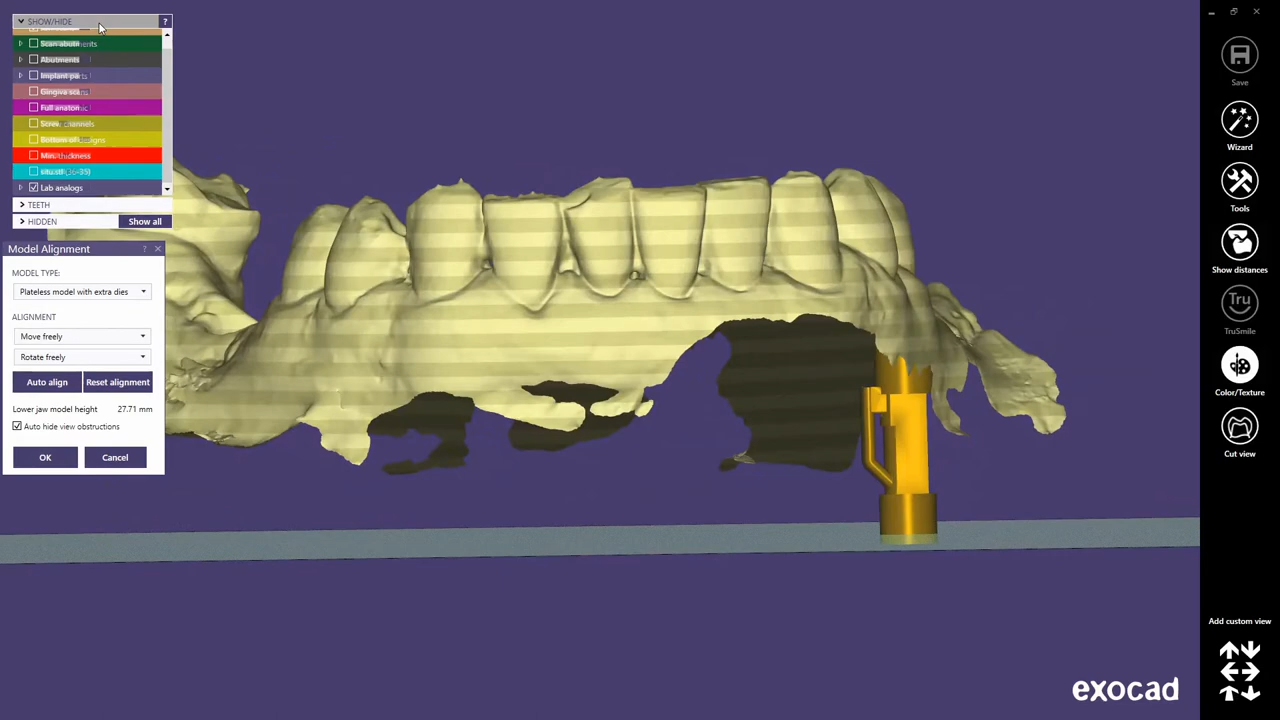 SHOW/HIDE
?
Scan abutments
Abutments
Implant parts
Gingiva scans
Full anatomic
Screw channels
Bottom of designs
Min. thickness
Lab analogs
TEETH
HIDDEN
Show all
Model Alignment
?
MODEL TYPE:
Plateless model with extra dies
ALIGNMENT
Move freely
Rotate freely
Auto align
Reset alignment
Lower jaw model height 27.71 mm
Auto hide view obstructions
OK
Cancel
Save
Wizard
Tools
Show distances
Tru
TruSmile
Color/Texture
Cut view
Add custom view
exocad